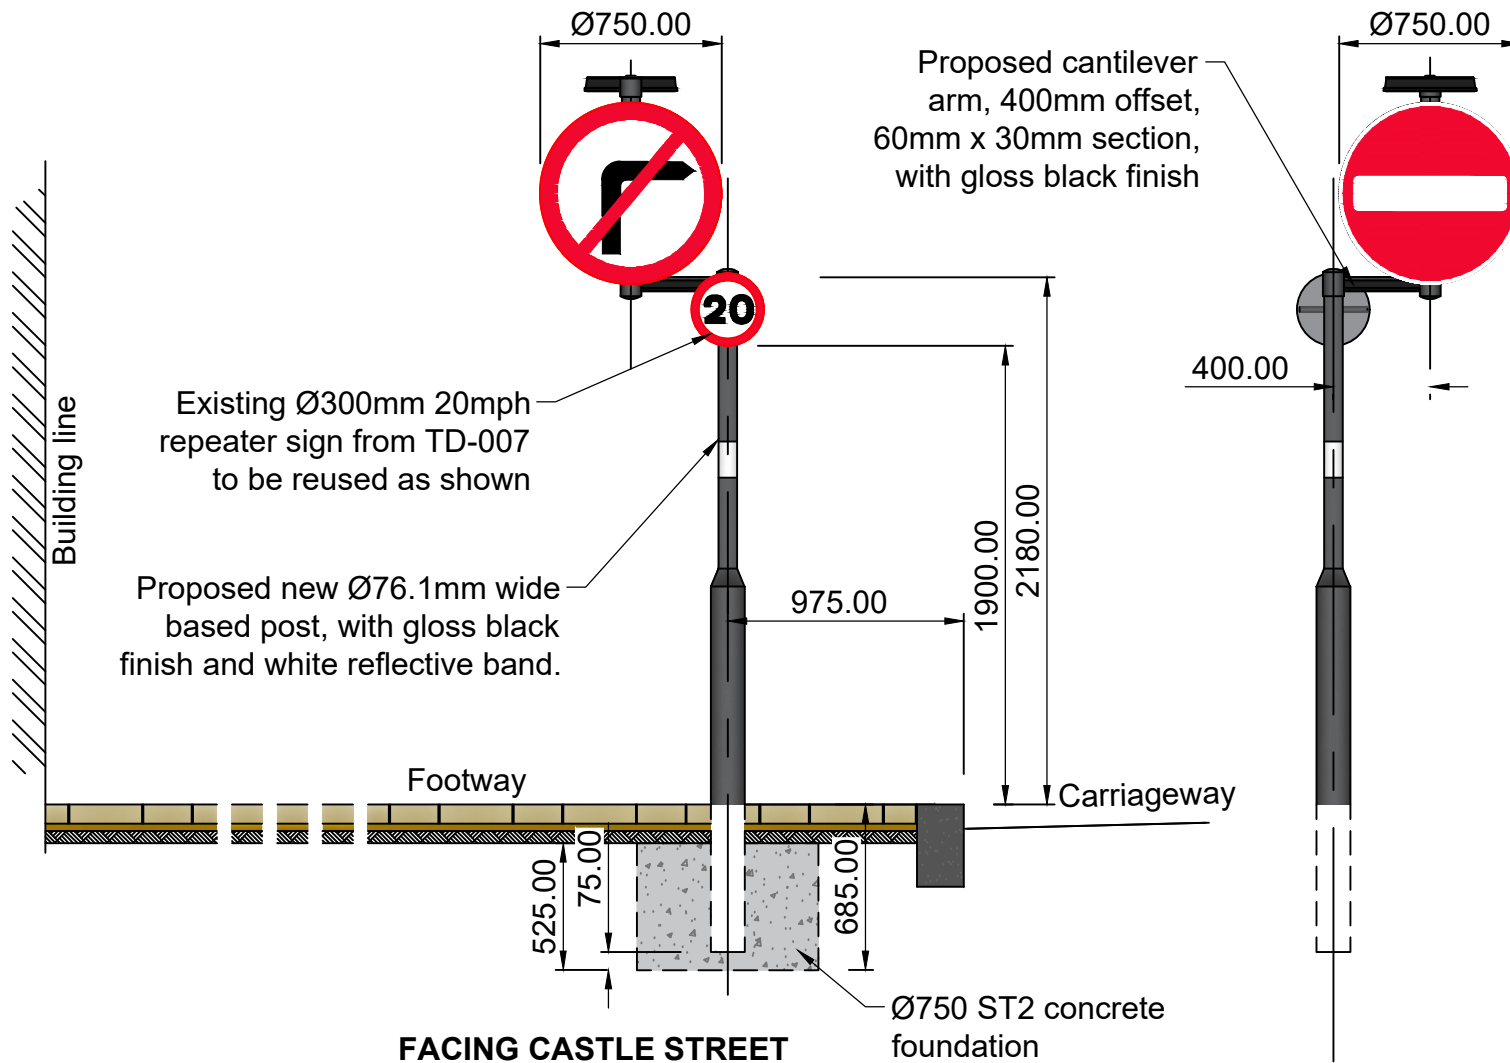 Ø750.00
Ø750.00
Proposed cantilever
arm, 400mm offset,
60mm x 30mm section,
with gloss black finish
20
400.00
Existing Ø300mm 20mph
repeater sign from TD-007
to be reused as shown
Building line
1900.00
2180.00
Proposed new Ø76.1mm wide
based post, with gloss black
finish and white reflective band.
975.00
Footway
Carriageway
525.00
75.00
685.00
Ø750 ST2 concrete
foundation
FACING CASTLE STREET